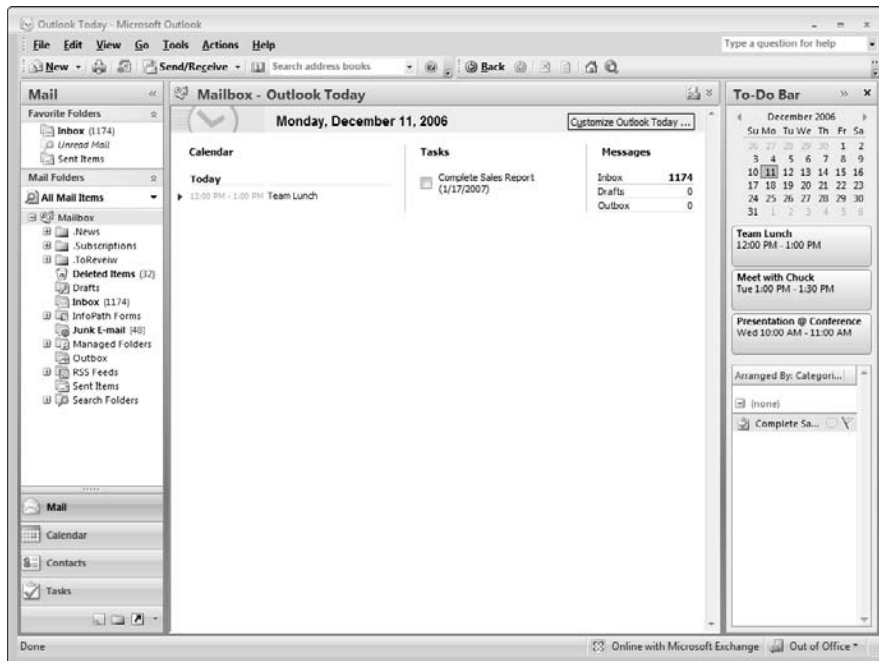 Outlook Today - Microsoft Outlook
File Edit View Go Tools Actions Help
Type a question for help
New
Send/Receive
Search address books
Back
Mail
Favorite Folders
Inbox (1174)
Unread Mail
Sent Items
Mail Folders
All Mail Items
Mailbox
.News
.Subscriptions
.ToReveiw
Deleted Items (32)
Drafts
Inbox (1174)
InfoPath Forms
Junk E-mail [48]
Managed Folders
Outbox
RSS Feeds
Sent Items
Search Folders
Mail
Calendar
Contacts
Tasks
Mailbox - Outlook Today
Monday, December 11, 2006
Customize Outlook Today ...
Calendar
Today
12:00 PM - 1:00 PM Team Lunch
Tasks
Complete Sales Report
(1/17/2007)
Messages
Inbox 1174
Drafts 0
Outbox 0
To-Do Bar
December 2006
Su Mo Tu We Th Fr Sa
26 27 28 29 30 1 2
3 4 5 6 7 8 9
10 11 12 13 14 15 16
17 18 19 20 21 22 23
24 25 26 27 28 29 30
31 1 2 3 4 5 6
Team Lunch
12:00 PM - 1:00 PM
Meet with Chuck
Tue 1:00 PM - 1:30 PM
Presentation @ Conference
Wed 10:00 AM - 11:00 AM
Arranged By: Categori...
(none)
Complete Sa...
Done
Online with Microsoft Exchange
Out of Office